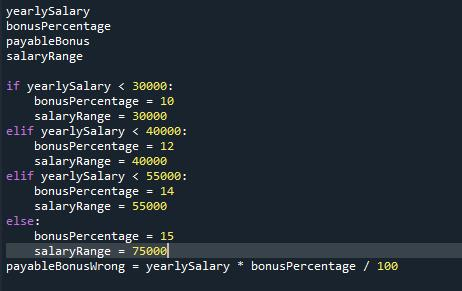 yearlySalary
bonusPercentage
payableBonus
salaryRange

if yearlySalary < 30000:
    bonusPercentage = 10
    salaryRange = 30000
elif yearlySalary < 40000:
    bonusPercentage = 12
    salaryRange = 40000
elif yearlySalary < 55000:
    bonusPercentage = 14
    salaryRange = 55000
else:
    bonusPercentage = 15
    salaryRange = 75000
payableBonusWrong = yearlySalary * bonusPercentage / 100